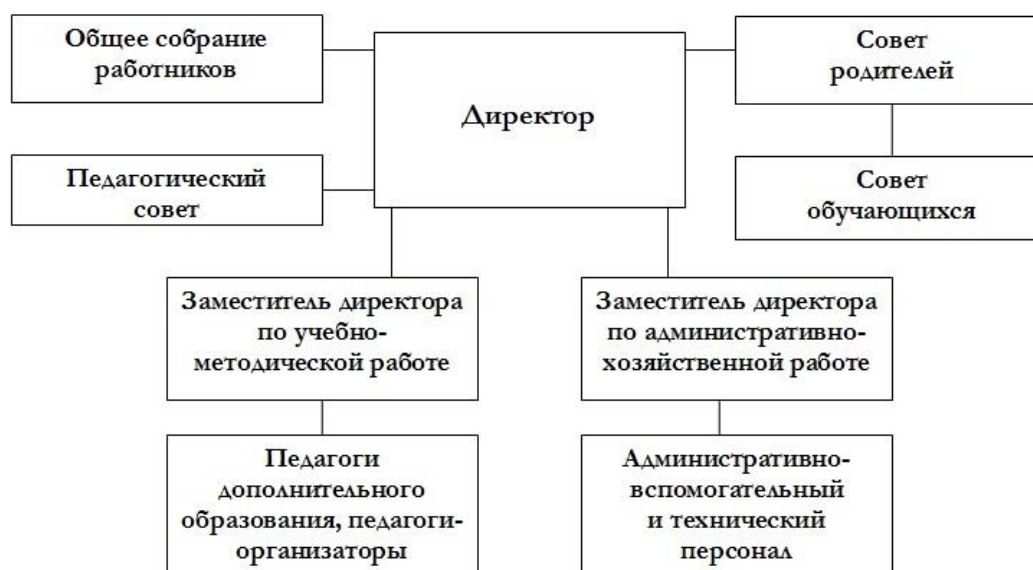 Общее собрание
работников
Директор
Совет
родителей
Педагогический
совет
Совет
обучающихся
Заместитель директора
по учебно-
методической работе
Заместитель директора
по административно-
хозяйственной работе
Педагоги
дополнительного
образования, педагоги-
организаторы
Административно-
вспомогательный
и технический
персонал